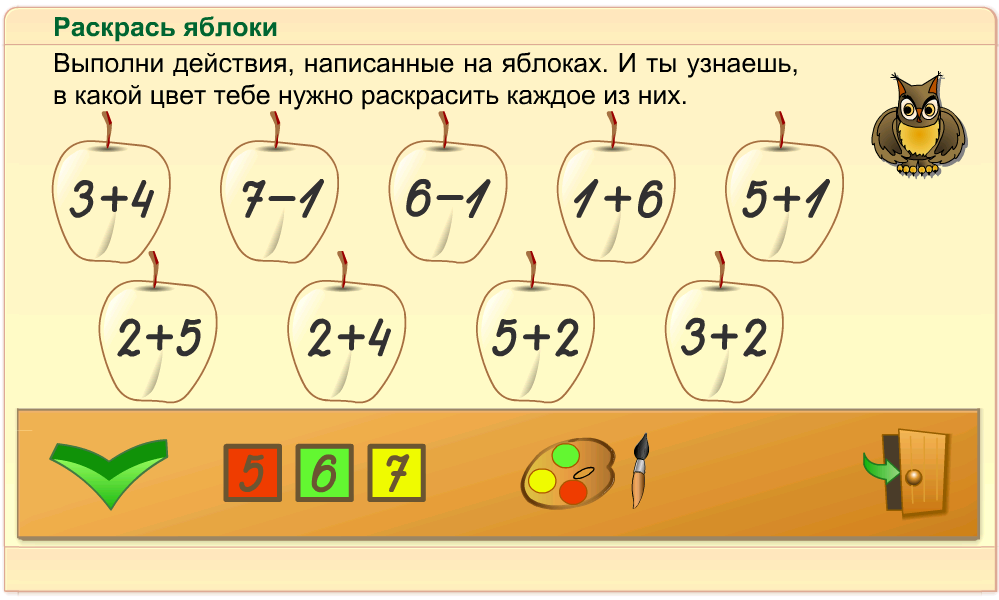 Раскрась яблоки
Выполни действия, написанные на яблоках. И ты узнаешь,
в какой цвет тебе нужно раскрасить каждое из них.
3+4 7−1 6−1 1+6 5+1
2+5 2+4 5+2 3+2
5 6 7